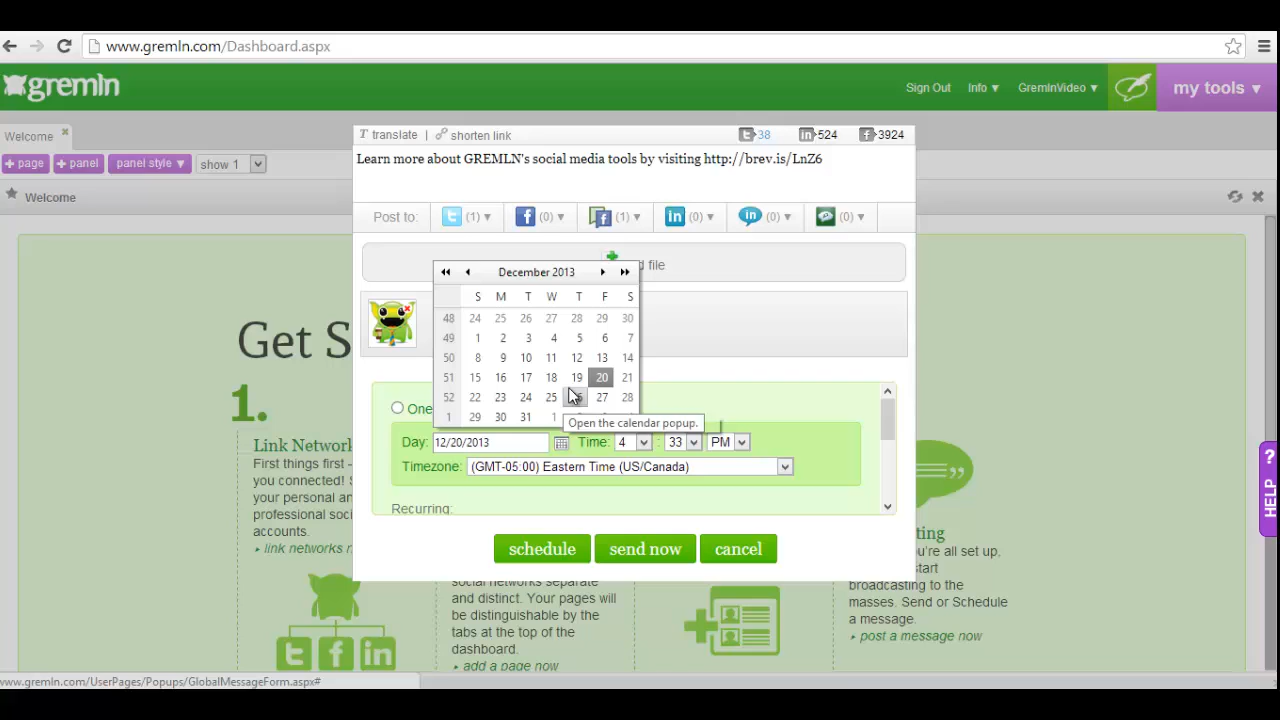 www.gremln.com/Dashboard.aspx
gremln
Sign Out Info ▾ GremlnVideo ▾ my tools ▾
Welcome
+ page + panel panel style ▾ show 1
Welcome
T translate | shorten link 38 524 3924
Learn more about GREMLN's social media tools by visiting http://brev.is/LnZ6
Post to: (1) ▾ (0) ▾ (1) ▾ (0) ▾ (0) ▾ (0) ▾
file
December 2013
S M T W T F S
48 24 25 26 27 28 29 30
49 1 2 3 4 5 6 7
50 8 9 10 11 12 13 14
51 15 16 17 18 19 20 21
52 22 23 24 25 27 28
1 29 30 31 1
Open the calendar popup.
Get S
1.
Link Network
First things first –
you connected!
your personal an
professional soci
accounts.
▸ link networks n
One
Day: 12/20/2013 Time: 4 : 33 PM
Timezone: (GMT-05:00) Eastern Time (US/Canada)
Recurring:
schedule send now cancel
social networks separate
and distinct. Your pages will
be distinguishable by the
tabs at the top of the
dashboard.
▸ add a page now
ting
you're all set up,
start
broadcasting to the
masses. Send or Schedule
a message.
▸ post a message now
? HELP
www.gremln.com/UserPages/Popups/GlobalMessageForm.aspx#